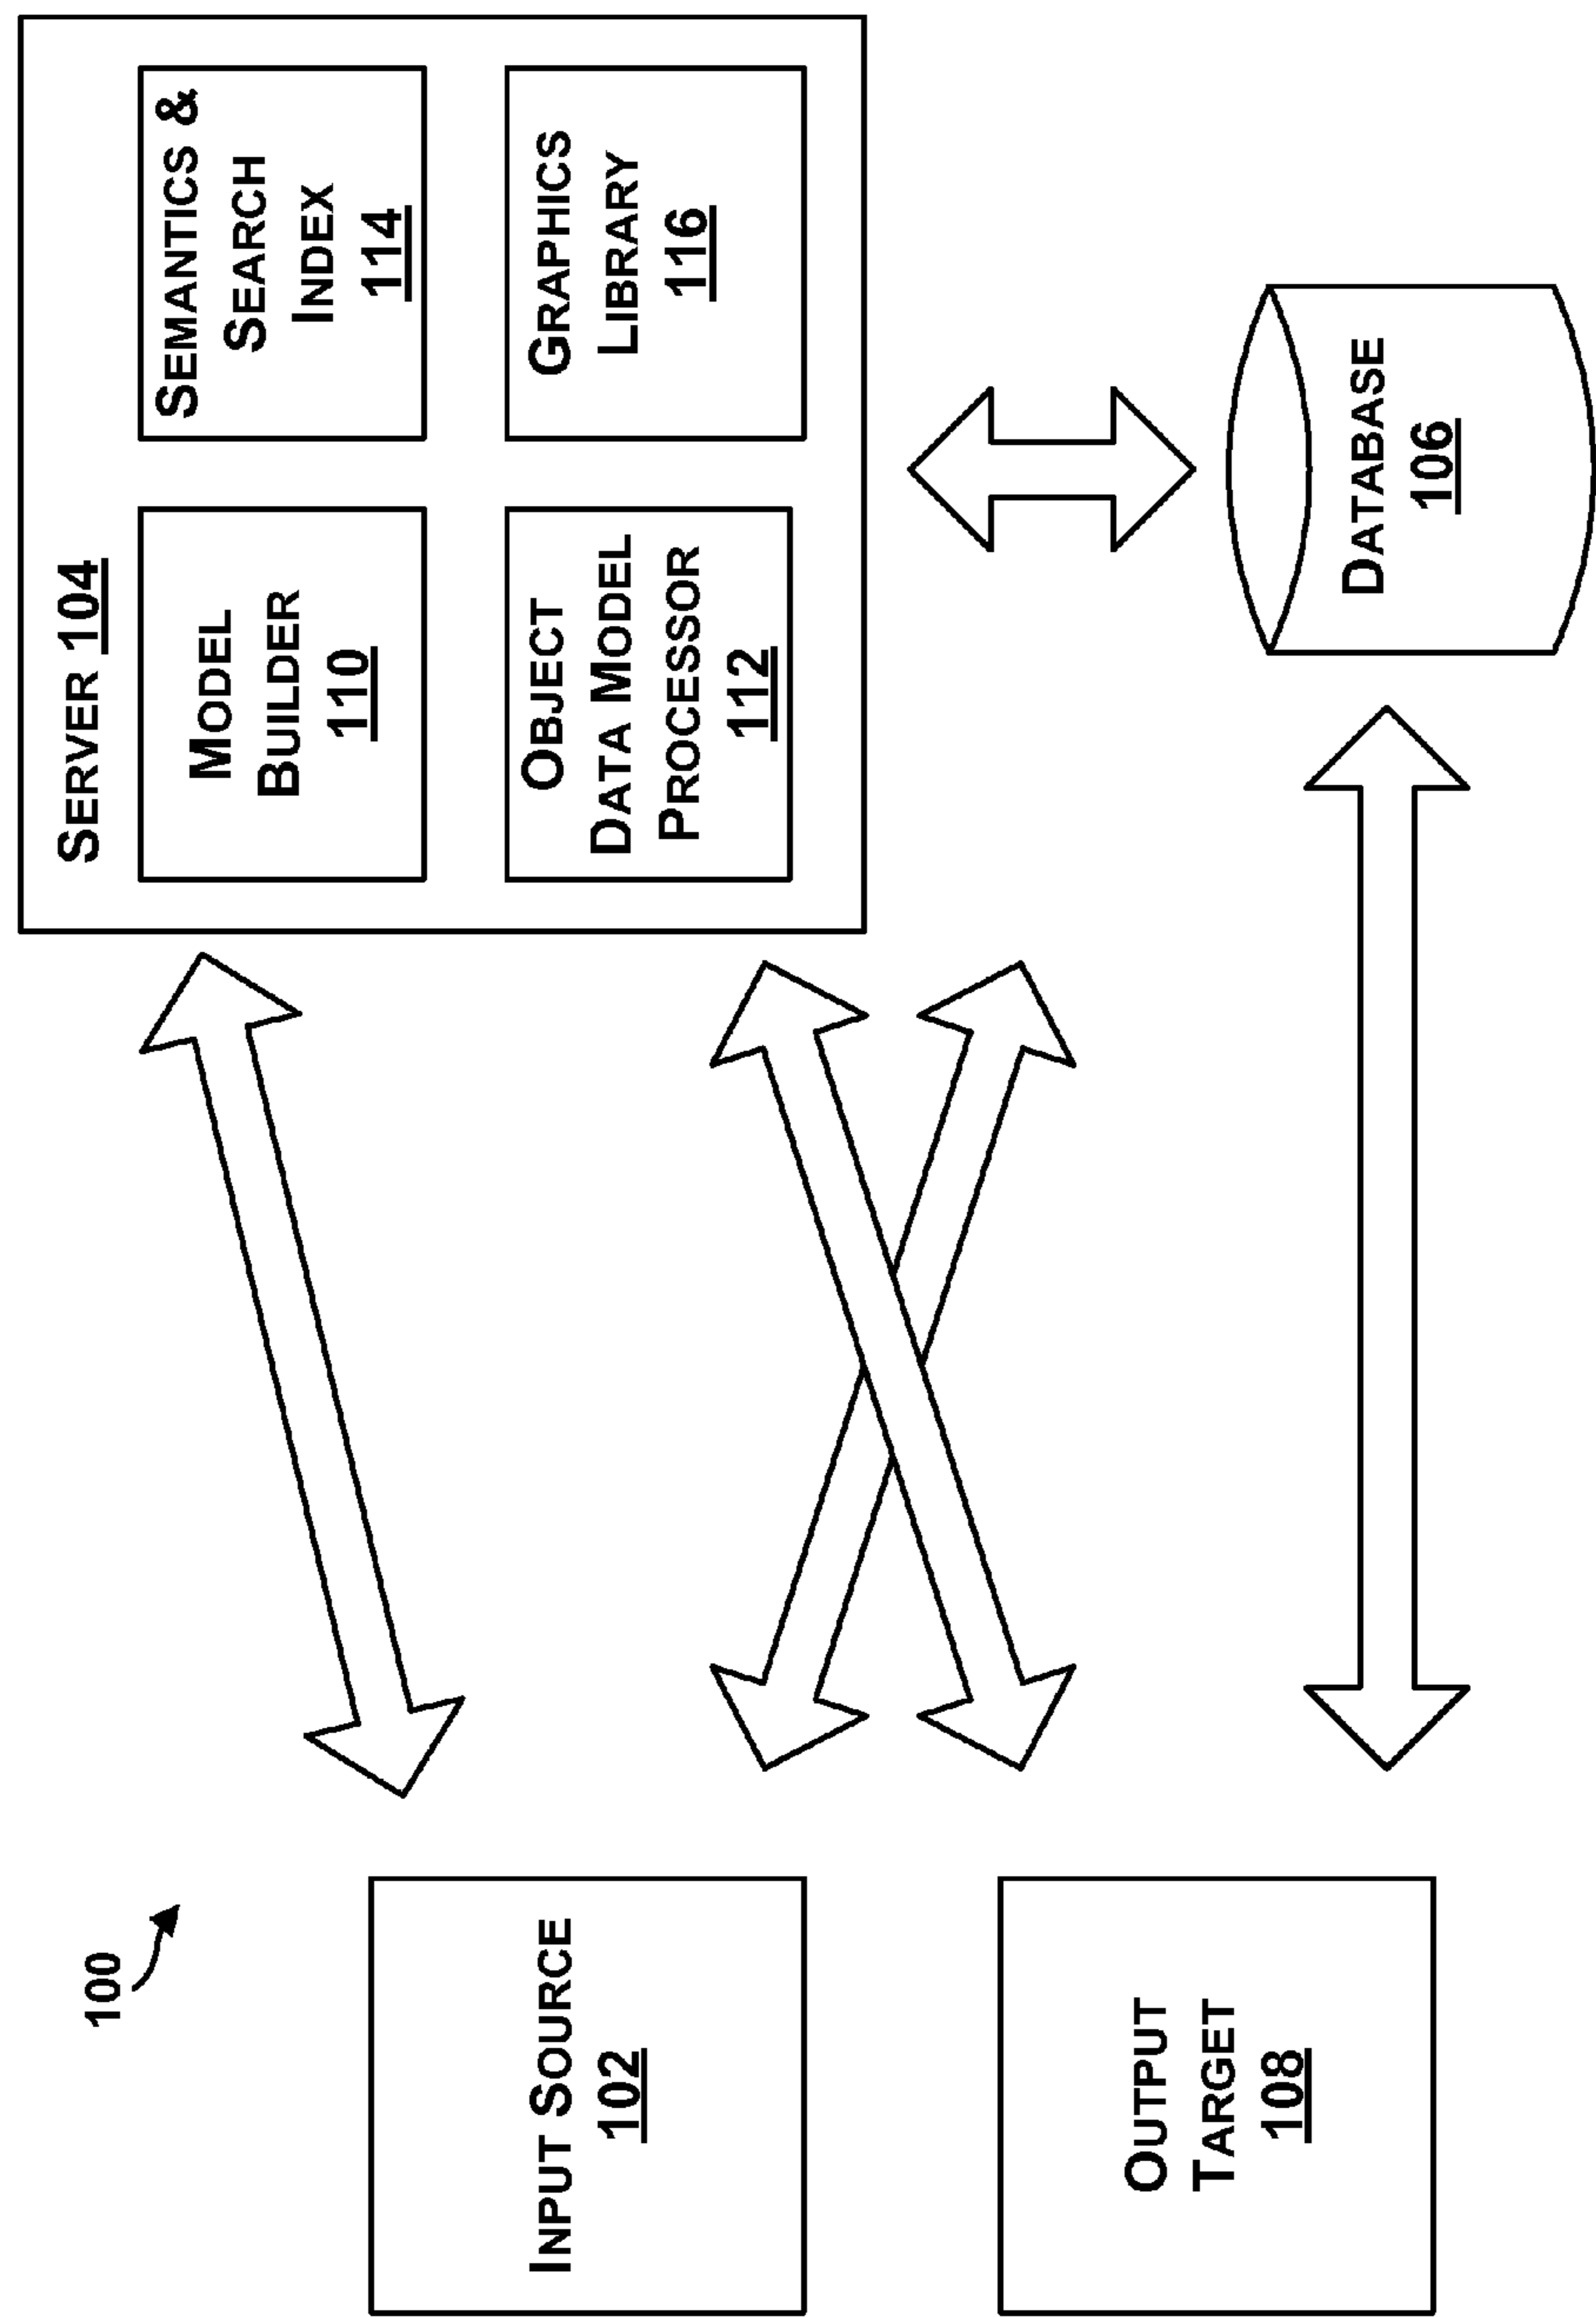 100
SERVER 104
MODEL
BUILDER
110
SEMANTICS &
SEARCH
INDEX
114
OBJECT
DATA MODEL
PROCESSOR
112
GRAPHICS
LIBRARY
116
INPUT SOURCE
102
OUTPUT
TARGET
108
DATABASE
106